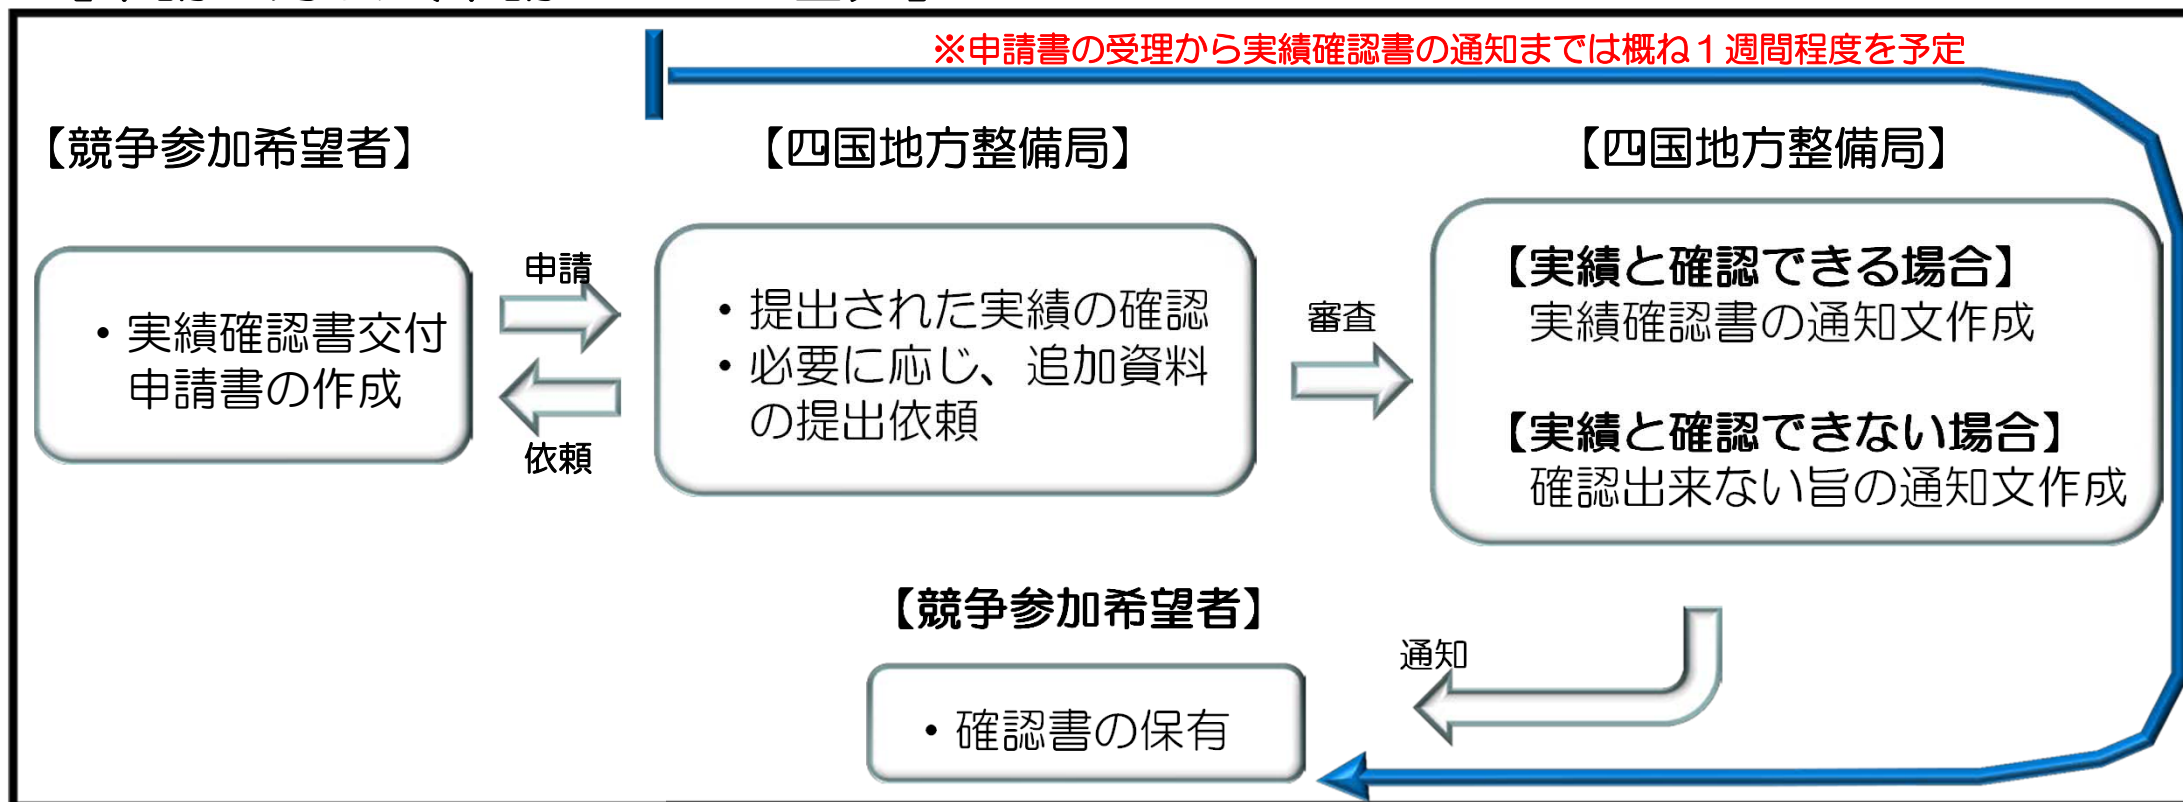 ※申請書の受理から実績確認書の通知までは概ね１週間程度を予定
【競争参加希望者】
・実績確認書交付
申請書の作成
申請
依頼
【四国地方整備局】
・提出された実績の確認
・必要に応じ、追加資料
の提出依頼
審査
【四国地方整備局】
【実績と確認できる場合】
実績確認書の通知文作成
【実績と確認できない場合】
確認出来ない旨の通知文作成
通知
【競争参加希望者】
・確認書の保有